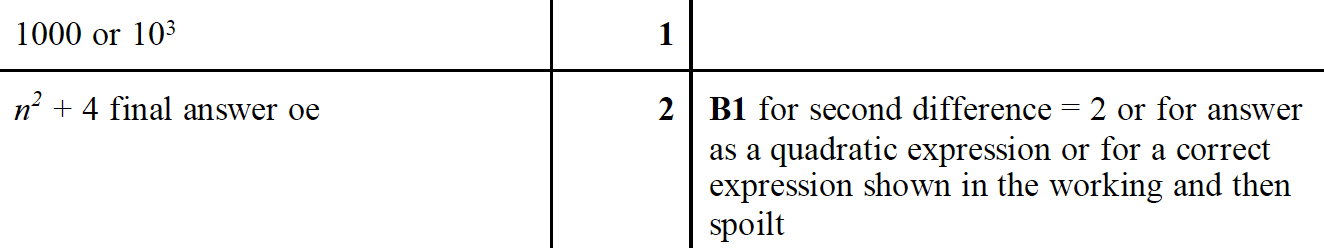 1000 or 10³ 1
n² + 4 final answer oe 2 B1 for second difference = 2 or for answer
as a quadratic expression or for a correct
expression shown in the working and then
spoilt